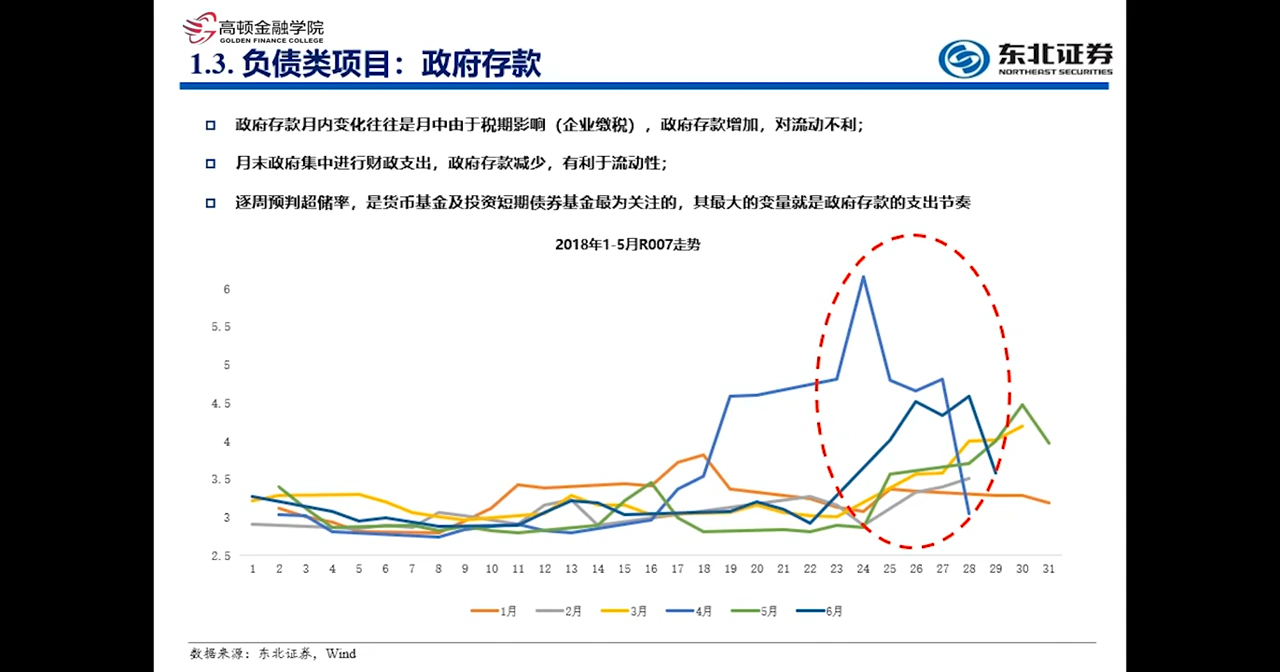 高顿金融学院
GOLDEN FINANCE COLLEGE
1.3. 负债类项目：政府存款
东北证券
NORTHEAST SECURITIES
政府存款月内变化往往是月中由于税期影响（企业缴税），政府存款增加，对流动不利；
月末政府集中进行财政支出，政府存款减少，有利于流动性；
逐周预判超储率，是货币基金及投资短期债券基金最为关注的，其最大的变量就是政府存款的支出节奏
2018年1-5月R007走势
6
5.5
5
4.5
4
3.5
3
2.5
1 2 3 4 5 6 7 8 9 10 11 12 13 14 15 16 17 18 19 20 21 22 23 24 25 26 27 28 29 30 31
1月 2月 3月 4月 5月 6月
数据来源：东北证券，Wind